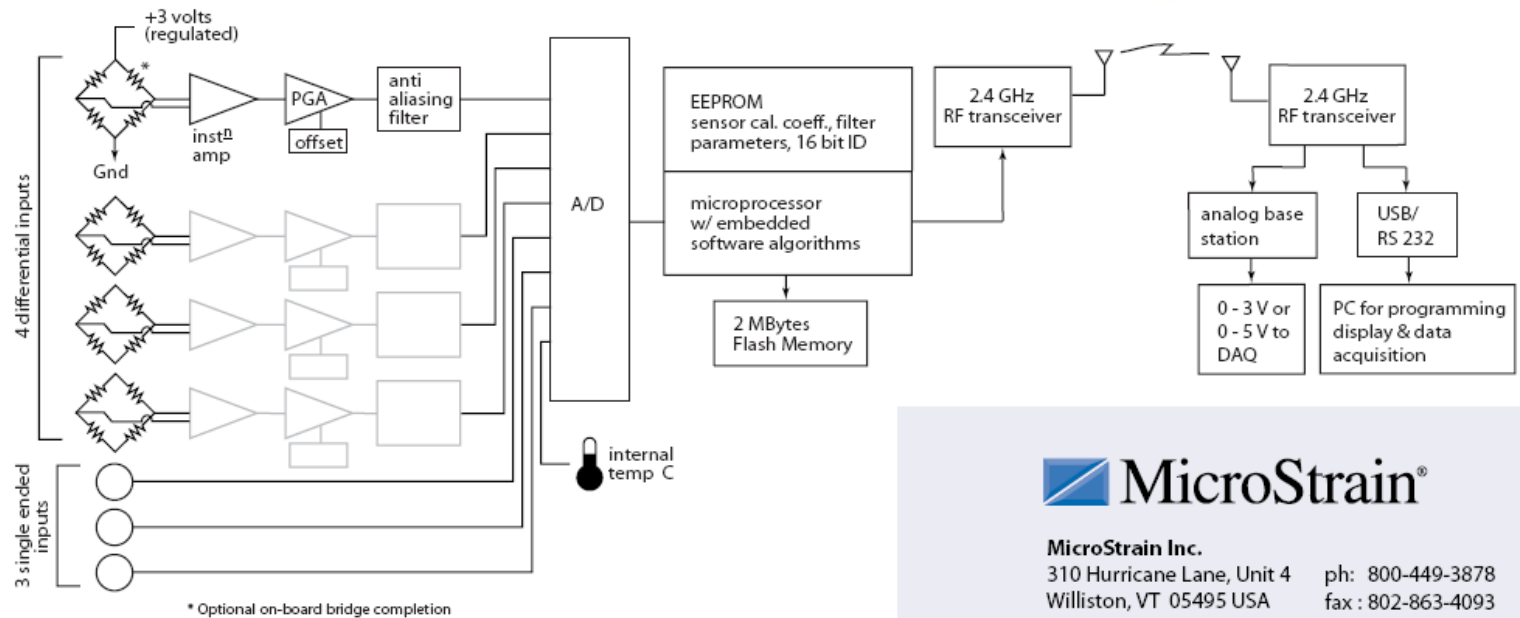 +3 volts
(regulated)
*
4 differential inputs
Gnd
instⁿ
amp
PGA
offset
anti
aliasing
filter
A/D
EEPROM
sensor cal. coeff., filter
parameters, 16 bit ID
microprocessor
w/ embedded
software algorithms
2 MBytes
Flash Memory
2.4 GHz
RF transceiver
2.4 GHz
RF transceiver
analog base
station
USB/
RS 232
0 - 3 V or
0 - 5 V to
DAQ
PC for programming
display & data
acquisition
internal
temp C
3 single ended
inputs
* Optional on-board bridge completion
MicroStrain®
MicroStrain Inc.
310 Hurricane Lane, Unit 4 ph: 800-449-3878
Williston, VT 05495 USA fax : 802-863-4093